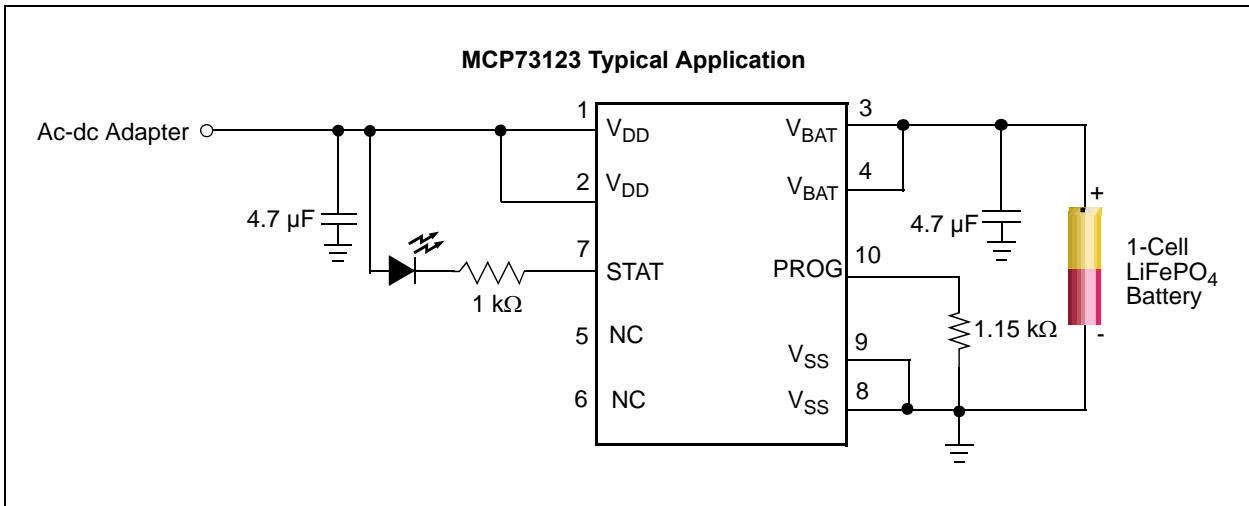 MCP73123 Typical Application
Ac-dc Adapter
1
VDD
2
VDD
4.7 µF
7
STAT
1 kΩ
5
NC
6
NC
3
VBAT
4
VBAT
4.7 µF
10
PROG
1.15 kΩ
9
VSS
8
VSS
+
1-Cell
LiFePO4
Battery
-